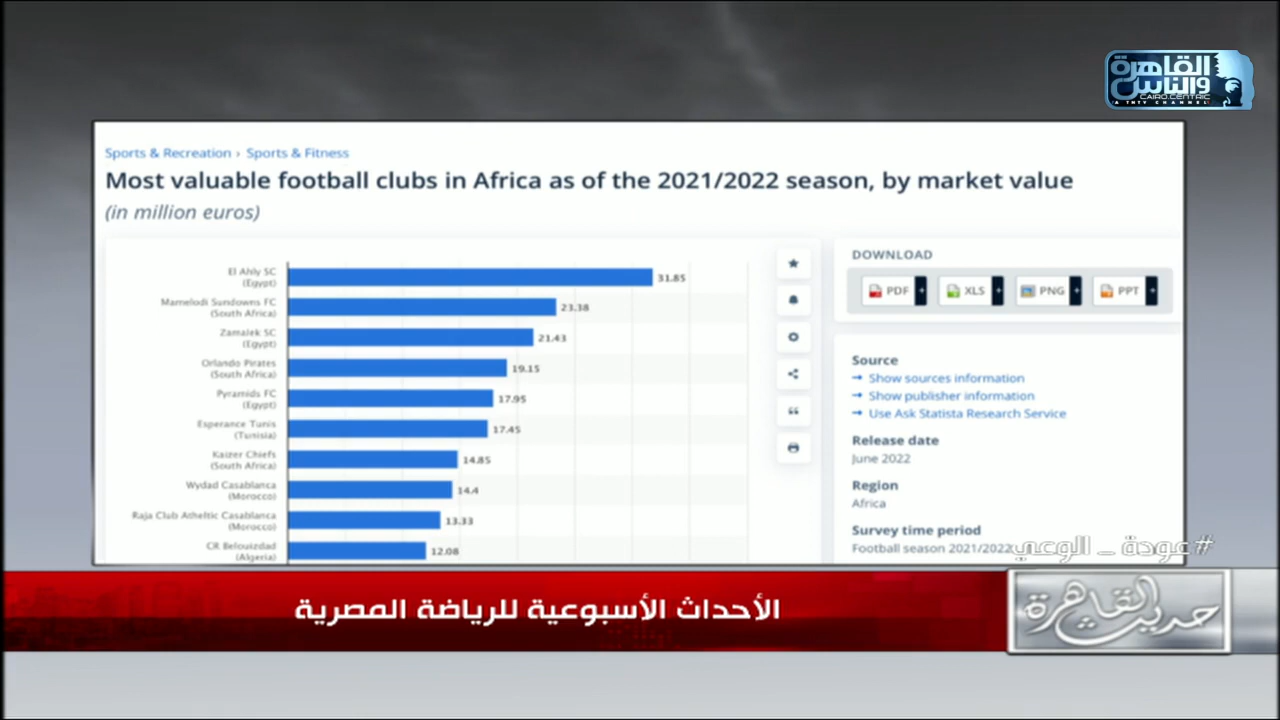 القاهرة
والناس
CAIRO.CENTRIC
A TNTV CHANNEL
Sports & Recreation › Sports & Fitness
Most valuable football clubs in Africa as of the 2021/2022 season, by market value
(in million euros)
El Ahly SC
(Egypt)
31.85
Mamelodi Sundowns FC
(South Africa)
23.38
Zamalek SC
(Egypt)
21.43
Orlando Pirates
(South Africa)
19.15
Pyramids FC
(Egypt)
17.95
Esperance Tunis
(Tunisia)
17.45
Kaizer Chiefs
(South Africa)
14.85
Wydad Casablanca
(Morocco)
14.4
Raja Club Atheltic Casablanca
(Morocco)
13.33
CR Belouizdad
(Algeria)
12.08
DOWNLOAD
PDF + XLS + PNG + PPT +
Source
→ Show sources information
→ Show publisher information
→ Use Ask Statista Research Service
Release date
June 2022
Region
Africa
Survey time period
Football season 2021/2022
#عودة_الوعي
الأحداث الأسبوعية للرياضة المصرية
حديث القاهرة